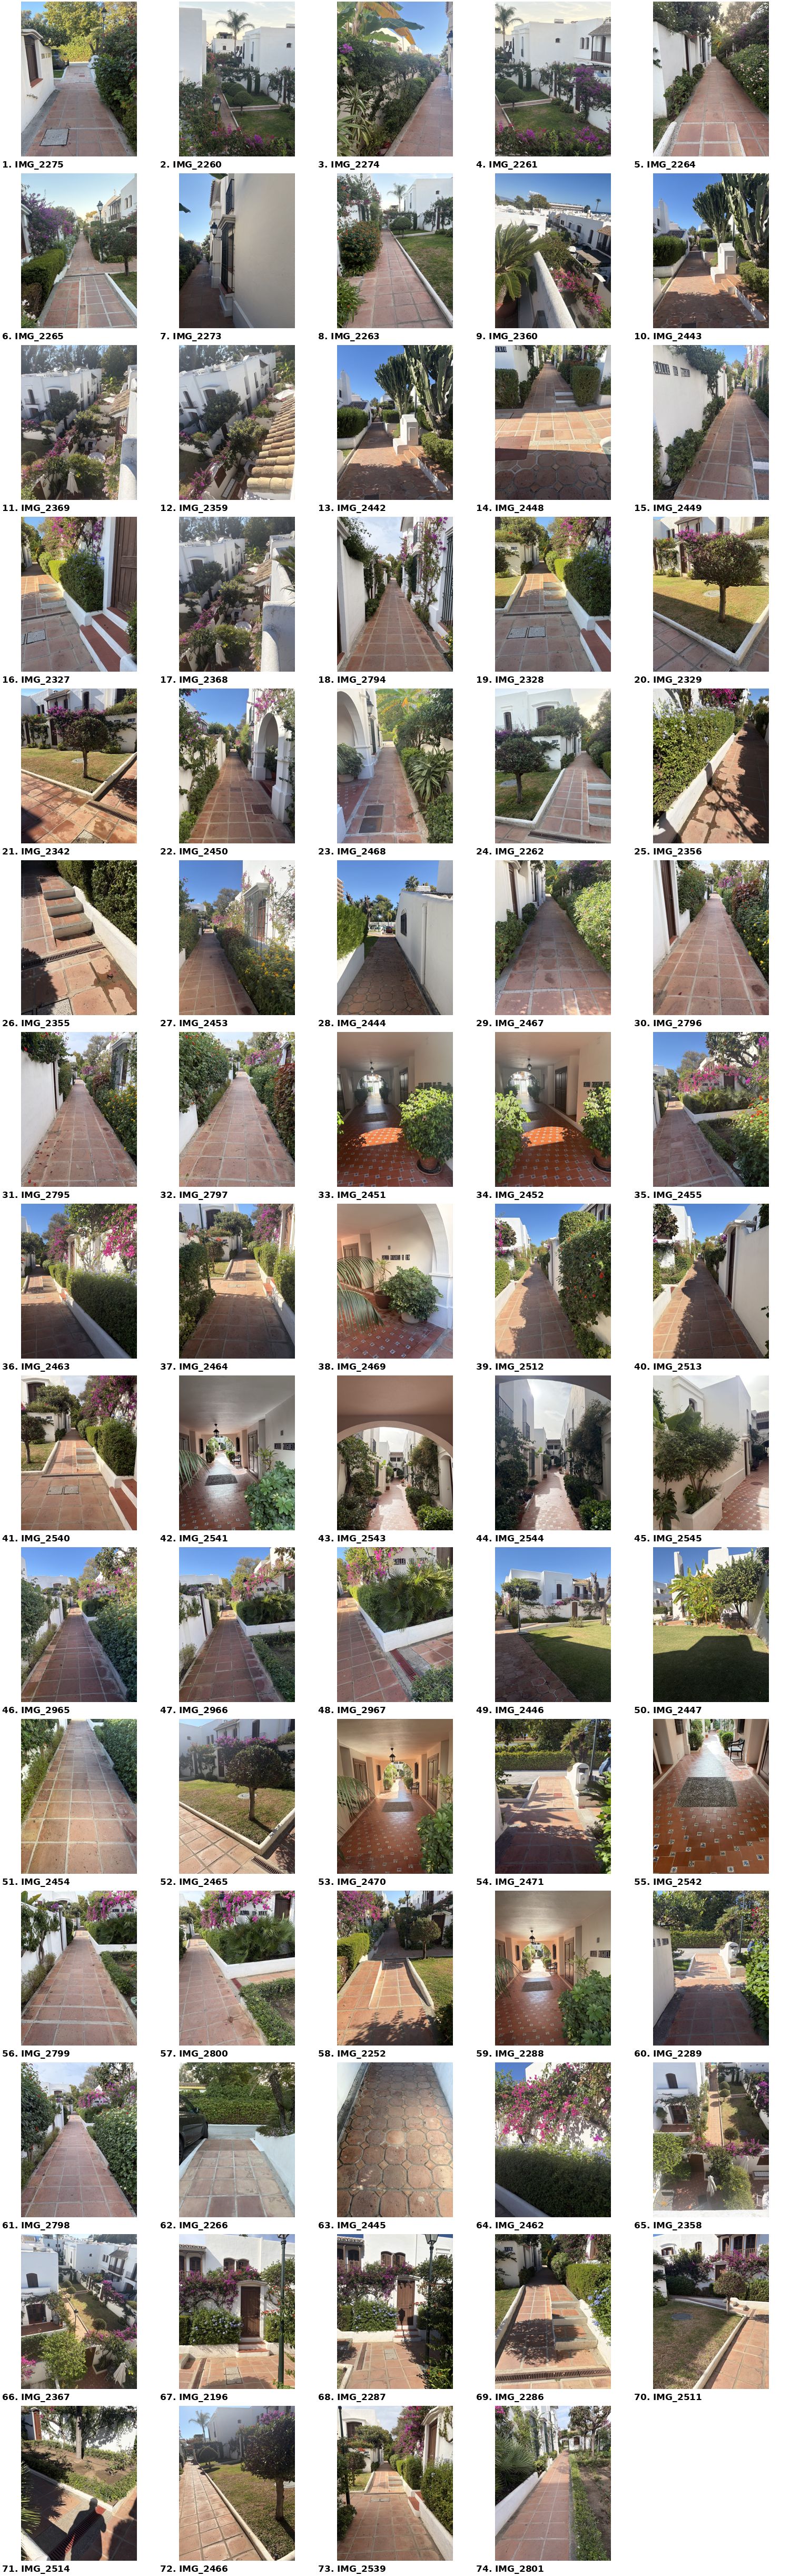 1. IMG_2275
2. IMG_2260
3. IMG_2274
4. IMG_2261
5. IMG_2264
6. IMG_2265
7. IMG_2273
8. IMG_2263
9. IMG_2360
10. IMG_2443
11. IMG_2369
12. IMG_2359
13. IMG_2442
14. IMG_2448
15. IMG_2449
16. IMG_2327
17. IMG_2368
18. IMG_2794
19. IMG_2328
20. IMG_2329
21. IMG_2342
22. IMG_2450
23. IMG_2468
24. IMG_2262
25. IMG_2356
26. IMG_2355
27. IMG_2453
28. IMG_2444
29. IMG_2467
30. IMG_2796
31. IMG_2795
32. IMG_2797
33. IMG_2451
34. IMG_2452
35. IMG_2455
36. IMG_2463
37. IMG_2464
38. IMG_2469
39. IMG_2512
40. IMG_2513
41. IMG_2540
42. IMG_2541
43. IMG_2543
44. IMG_2544
45. IMG_2545
46. IMG_2965
47. IMG_2966
48. IMG_2967
49. IMG_2446
50. IMG_2447
51. IMG_2454
52. IMG_2465
53. IMG_2470
54. IMG_2471
55. IMG_2542
56. IMG_2799
57. IMG_2800
58. IMG_2252
59. IMG_2288
60. IMG_2289
61. IMG_2798
62. IMG_2266
63. IMG_2445
64. IMG_2462
65. IMG_2358
66. IMG_2367
67. IMG_2196
68. IMG_2287
69. IMG_2286
70. IMG_2511
71. IMG_2514
72. IMG_2466
73. IMG_2539
74. IMG_2801